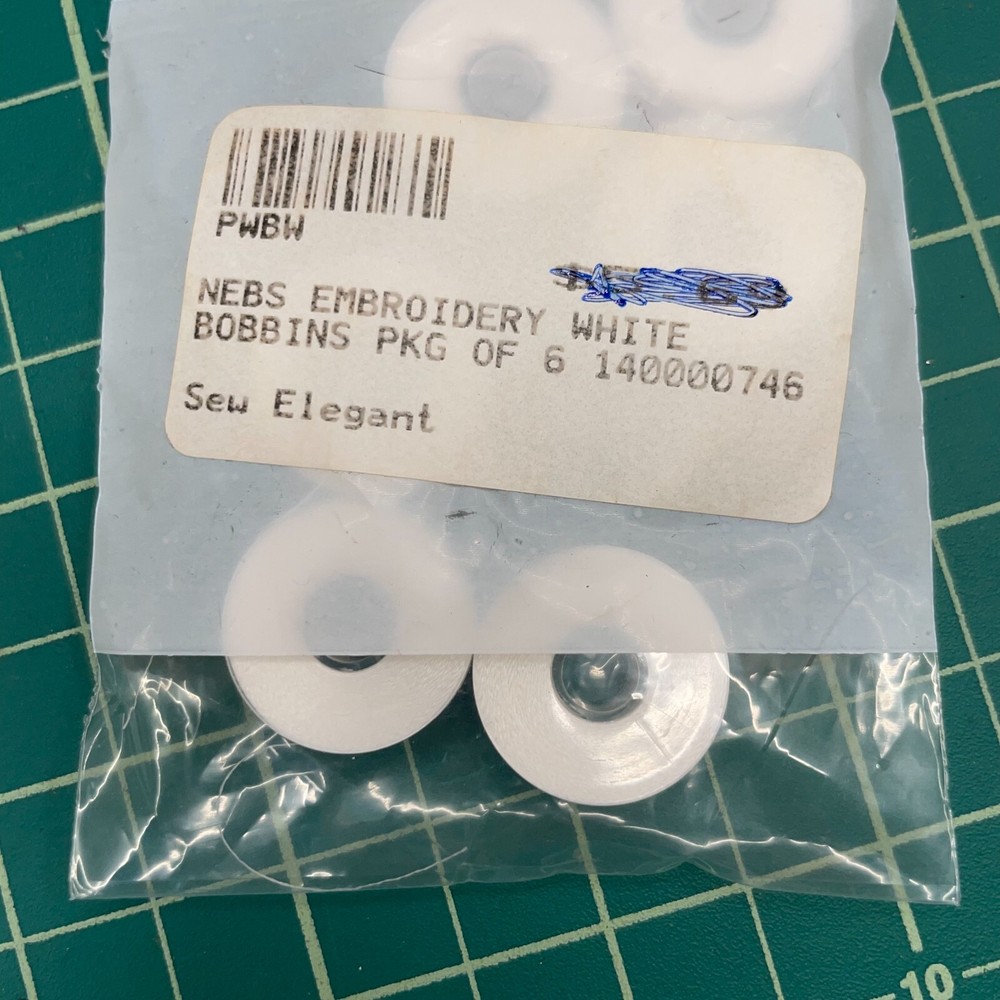 PWBW
NEBS EMBROIDERY WHITE
BOBBINS PKG OF 6 140000746
Sew Elegant
10